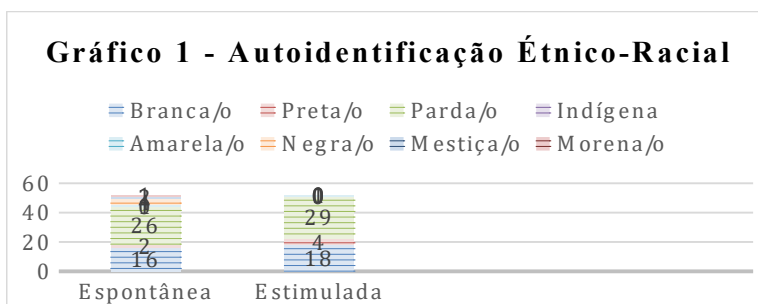 Gráfico 1 - Autoidentificação Étnico-Racial
Branca/o Preta/o Parda/o Indígena
Amarela/o Negra/o Mestiça/o Morena/o
60
40
20
0
26
2
16
0
29
4
18
Espontânea Estimulada